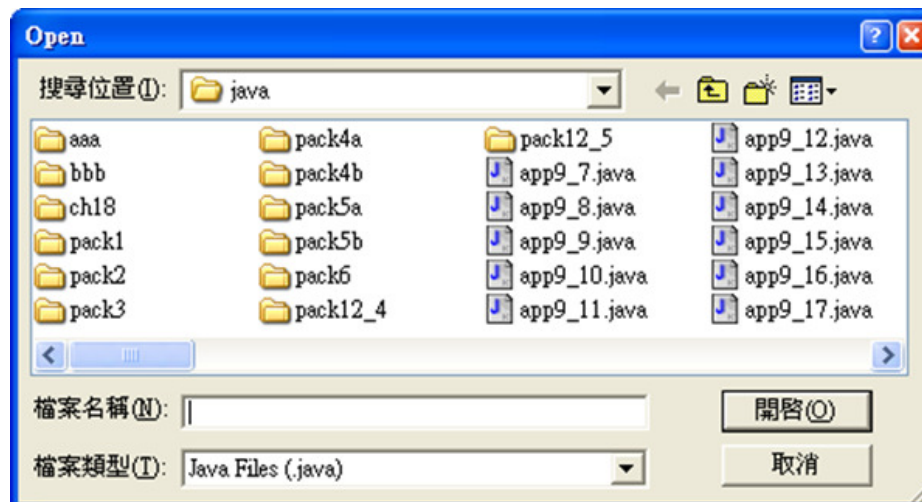 Open
搜尋位置(I): java
aaa pack4a pack12_5 app9_12.java
bbb pack4b app9_7.java app9_13.java
ch18 pack5a app9_8.java app9_14.java
pack1 pack5b app9_9.java app9_15.java
pack2 pack6 app9_10.java app9_16.java
pack3 pack12_4 app9_11.java app9_17.java
檔案名稱(N): 開啓(O)
檔案類型(T): Java Files (.java) 取消